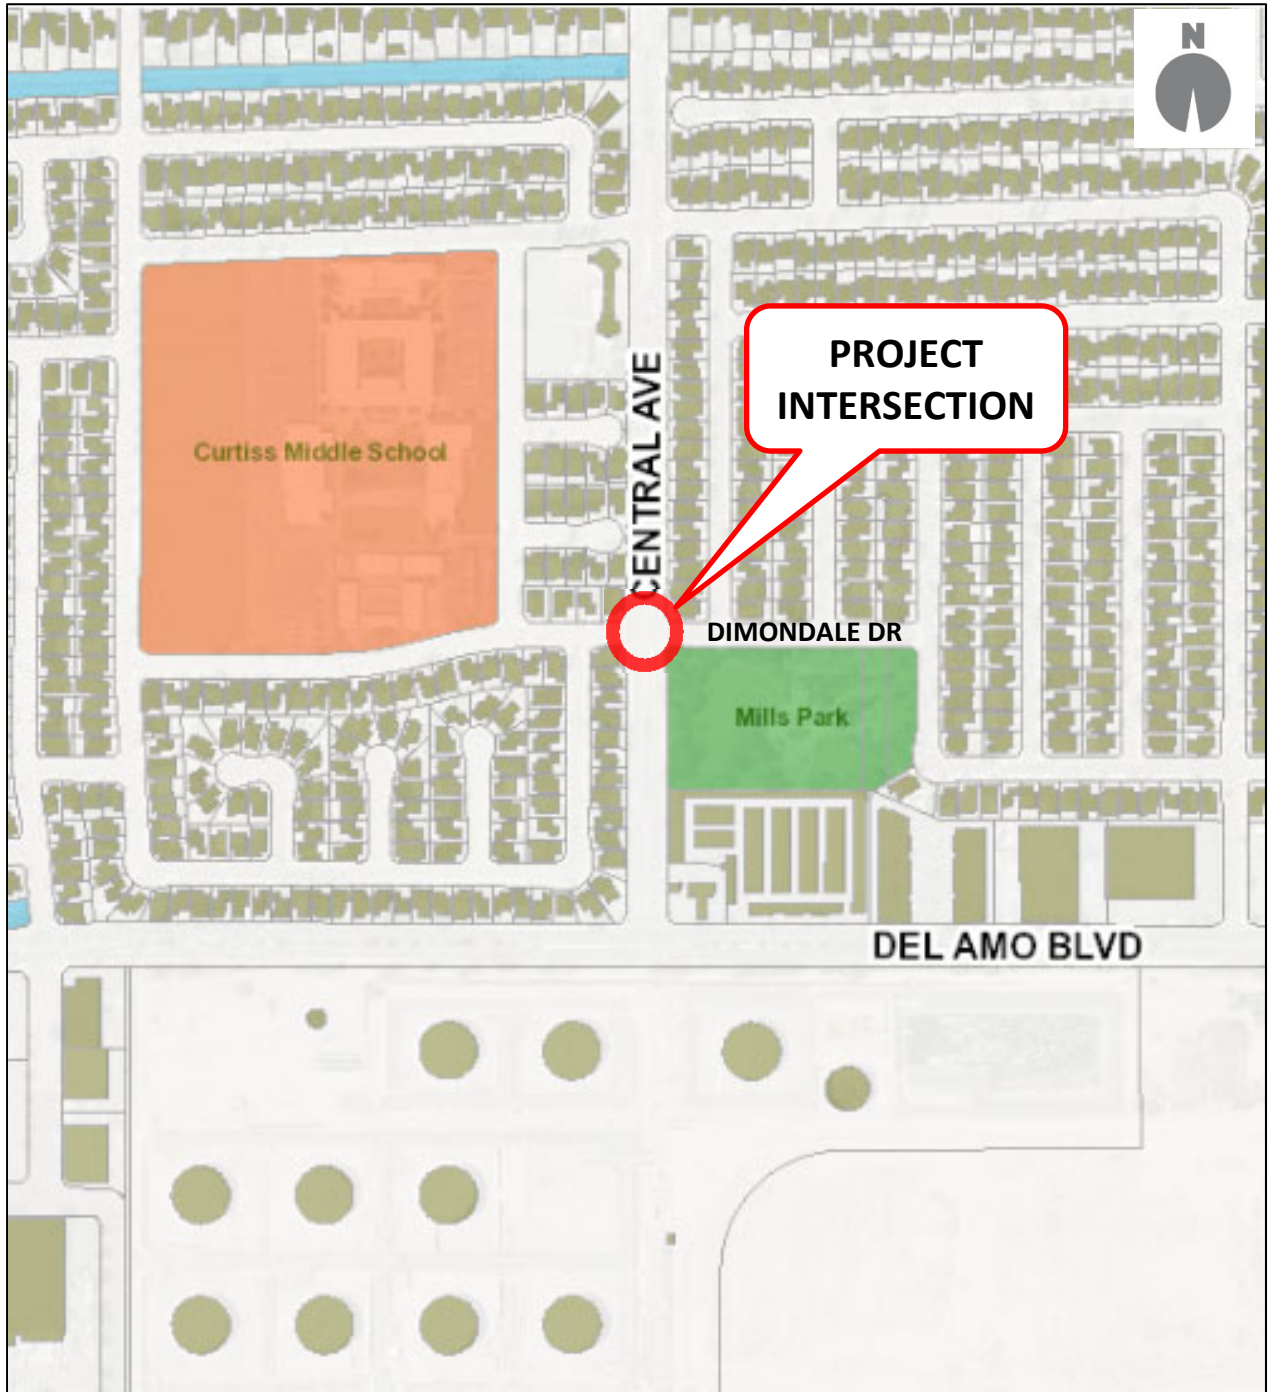 N
PROJECT
INTERSECTION
CENTRAL AVE
Curtiss Middle School
DIMONDALE DR
Mills Park
DEL AMO BLVD